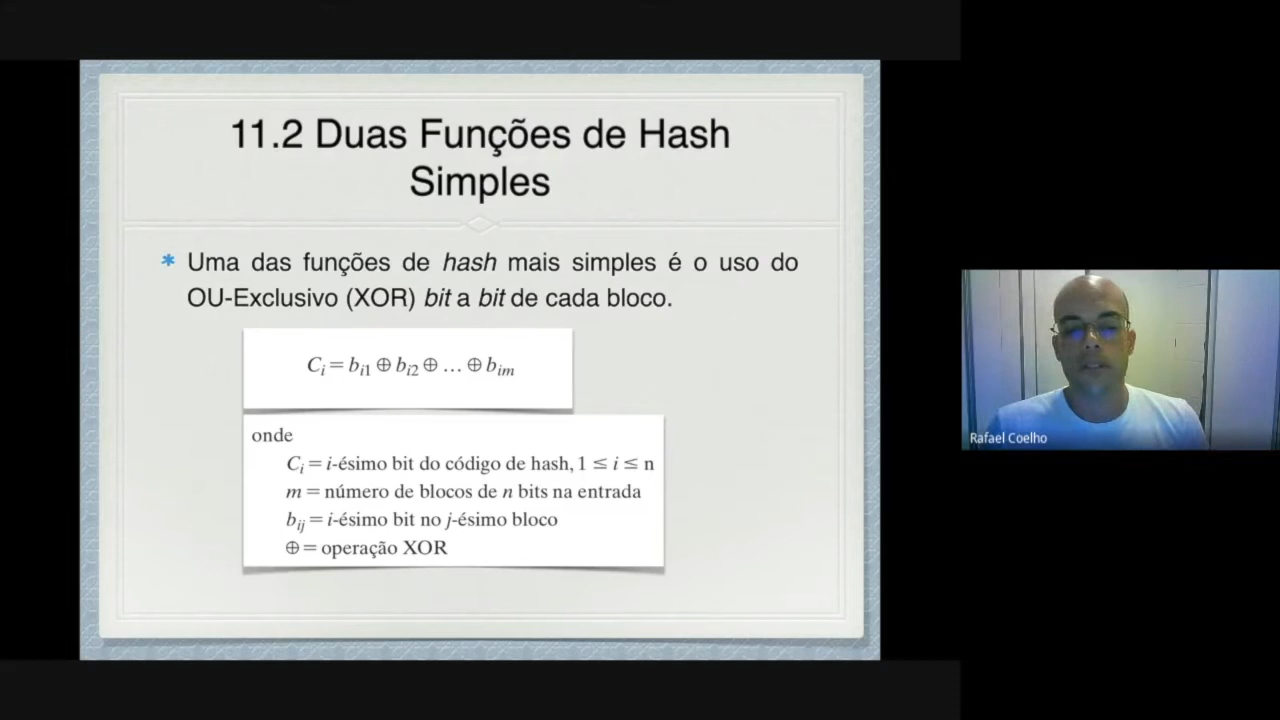 11.2 Duas Funções de Hash
Simples
* Uma das funções de hash mais simples é o uso do
OU-Exclusivo (XOR) bit a bit de cada bloco.
Cᵢ = bᵢ₁ ⊕ bᵢ₂ ⊕ … ⊕ bᵢₘ
onde
Cᵢ = i-ésimo bit do código de hash, 1 ≤ i ≤ n
m = número de blocos de n bits na entrada
bᵢⱼ = i-ésimo bit no j-ésimo bloco
⊕ = operação XOR
Rafael Coelho